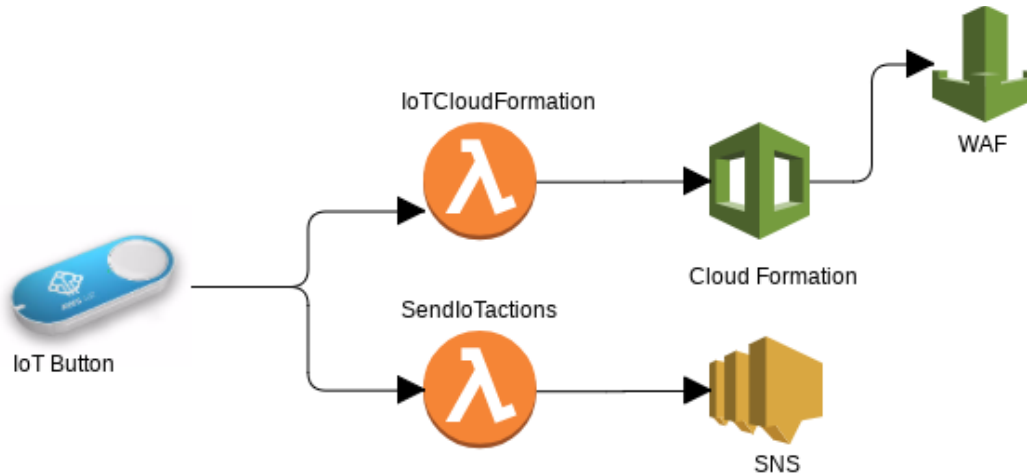 IoTCloudFormation
WAF
Cloud Formation
SendIoTactions
IoT Button
SNS